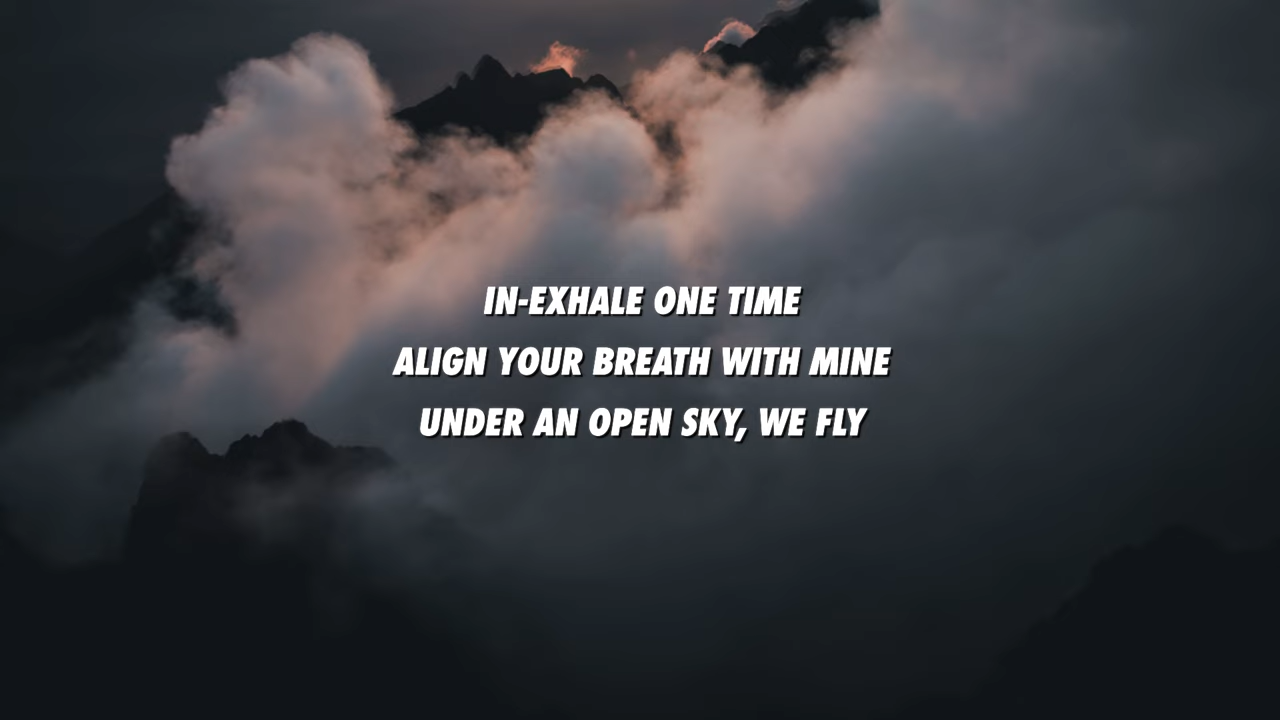 IN-EXHALE ONE TIME
ALIGN YOUR BREATH WITH MINE
UNDER AN OPEN SKY, WE FLY